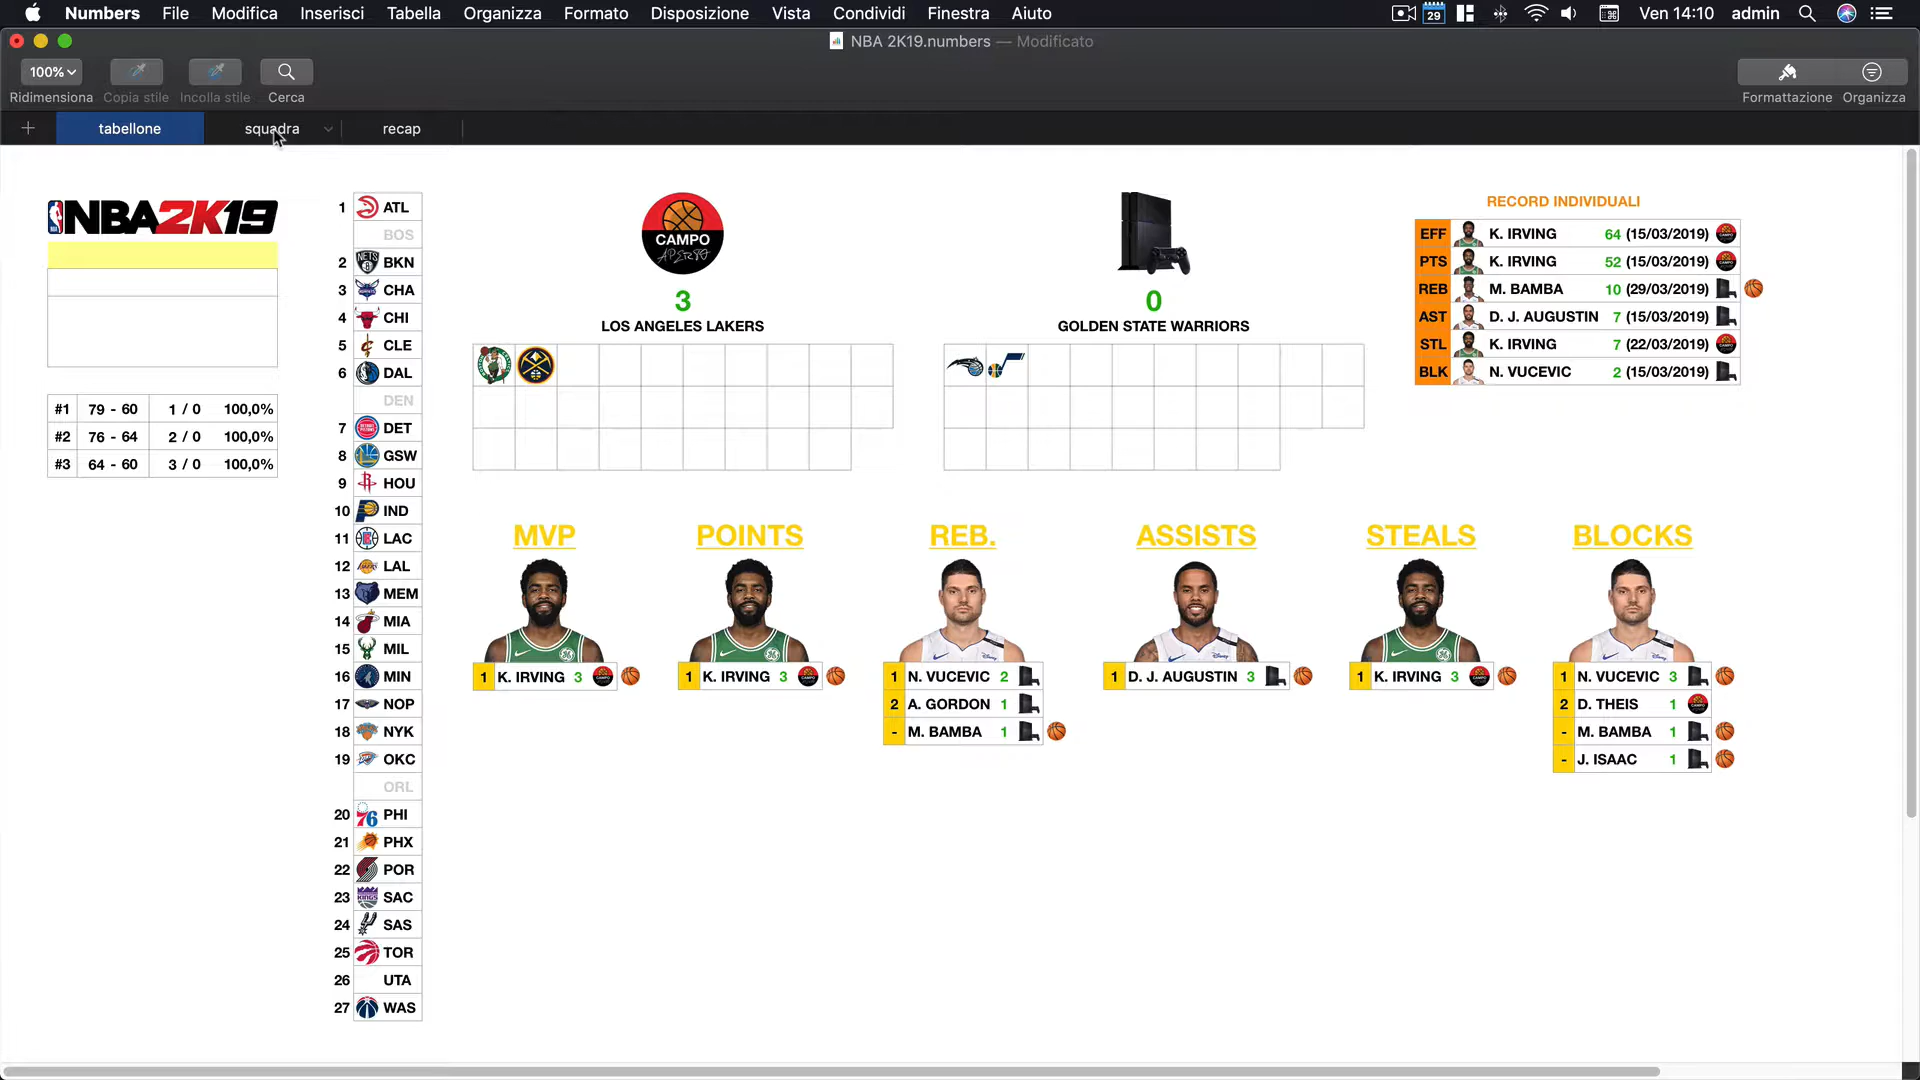 Numbers File Modifica Inserisci Tabella Organizza Formato Disposizione Vista Condividi Finestra Aiuto 29 Ven 14:10 admin
NBA 2K19.numbers — Modificato
100%
Ridimensiona Copia stile Incolla stile Cerca Formattazione Organizza
tabellone squadra recap
NBA2K19
#1 79 - 60 1 / 0 100,0%
#2 76 - 64 2 / 0 100,0%
#3 64 - 60 3 / 0 100,0%
1 ATL
BOS
2 NETS BKN
3 CHA
4 CHI
5 CLE
6 DAL
DEN
7 DET
8 GSW
9 HOU
10 IND
11 LAC
12 LAL
13 MEM
14 MIA
15 MIL
16 MIN
17 NOP
18 NYK
19 OKC
ORL
20 76 PHI
21 PHX
22 POR
23 KINGS SAC
24 SAS
25 TOR
26 UTA
27 WAS
CAMPO
APERTO
3
LOS ANGELES LAKERS
0
GOLDEN STATE WARRIORS
RECORD INDIVIDUALI
EFF K. IRVING 64 (15/03/2019)
PTS K. IRVING 52 (15/03/2019)
REB M. BAMBA 10 (29/03/2019)
AST D. J. AUGUSTIN 7 (15/03/2019)
STL K. IRVING 7 (22/03/2019)
BLK N. VUCEVIC 2 (15/03/2019)
MVP
1 K. IRVING 3
POINTS
1 K. IRVING 3
REB.
1 N. VUCEVIC 2
2 A. GORDON 1
- M. BAMBA 1
ASSISTS
1 D. J. AUGUSTIN 3
STEALS
1 K. IRVING 3
BLOCKS
1 N. VUCEVIC 3
2 D. THEIS 1
- M. BAMBA 1
- J. ISAAC 1